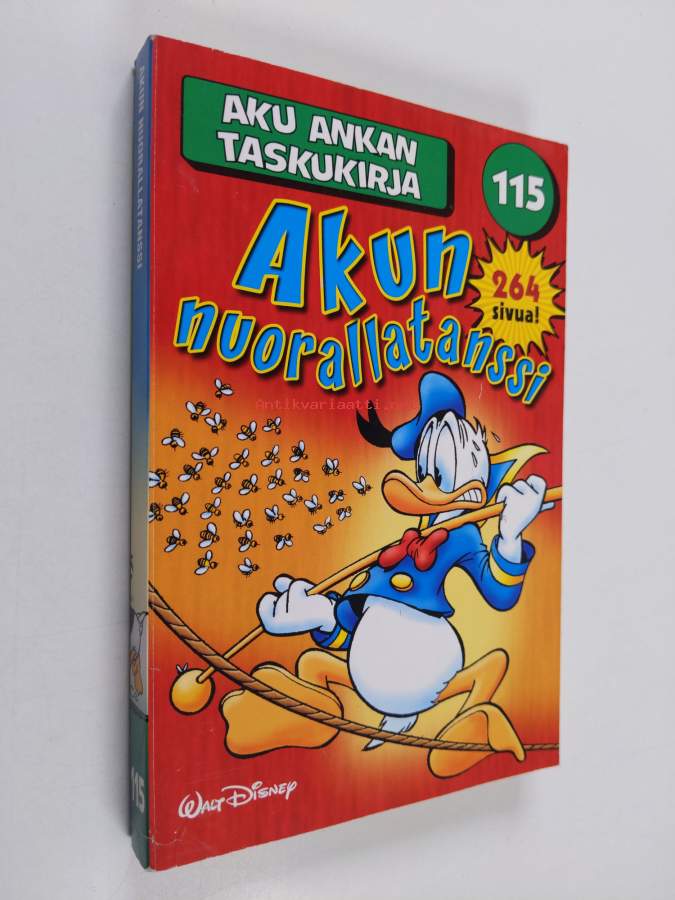 AKU ANKAN
TASKUKIRJA
115
Akun
nuorallatanssi
264
sivua!
Antikvariaatti.net
WALT DISNEY
AKUN NUORALLATANSSI
115